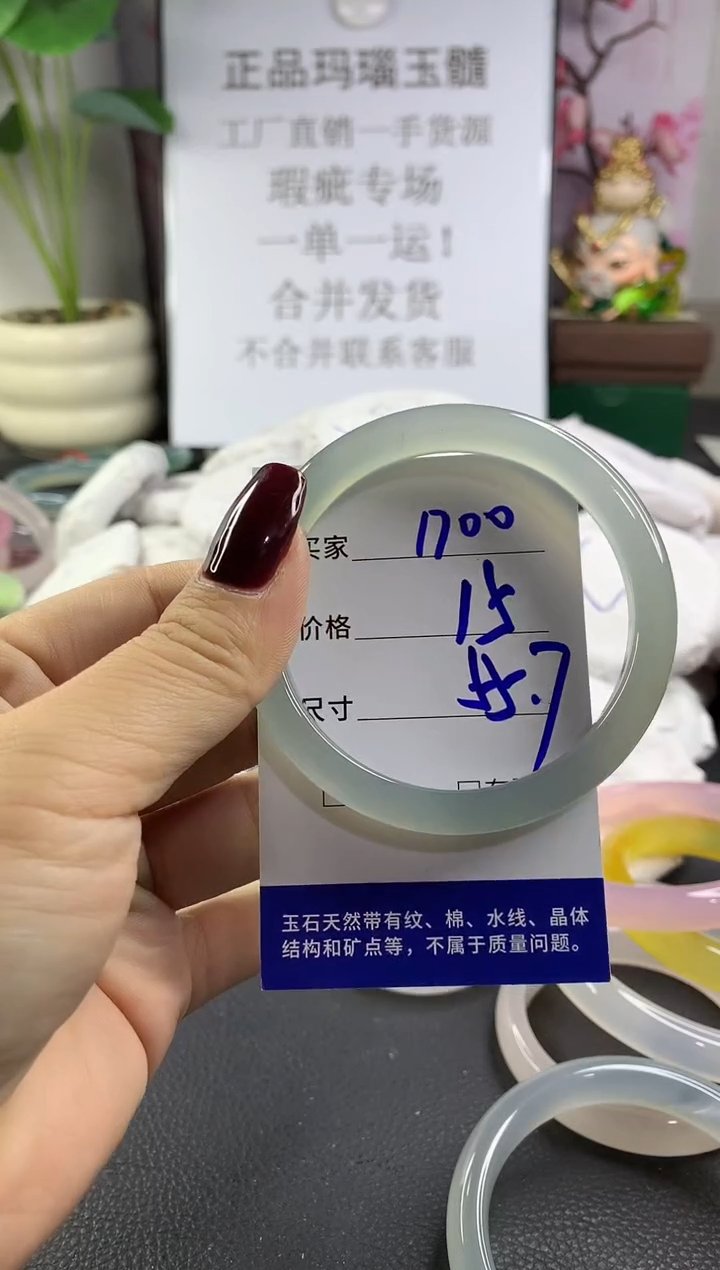 正品玛瑙玉髓
工厂直销一手货源
瑕疵专场
一单一运!
合并发货
不合并联系客服
买家 1700
价格 15
尺寸 55.7
玉石天然带有纹、棉、水线、晶体
结构和矿点等，不属于质量问题。